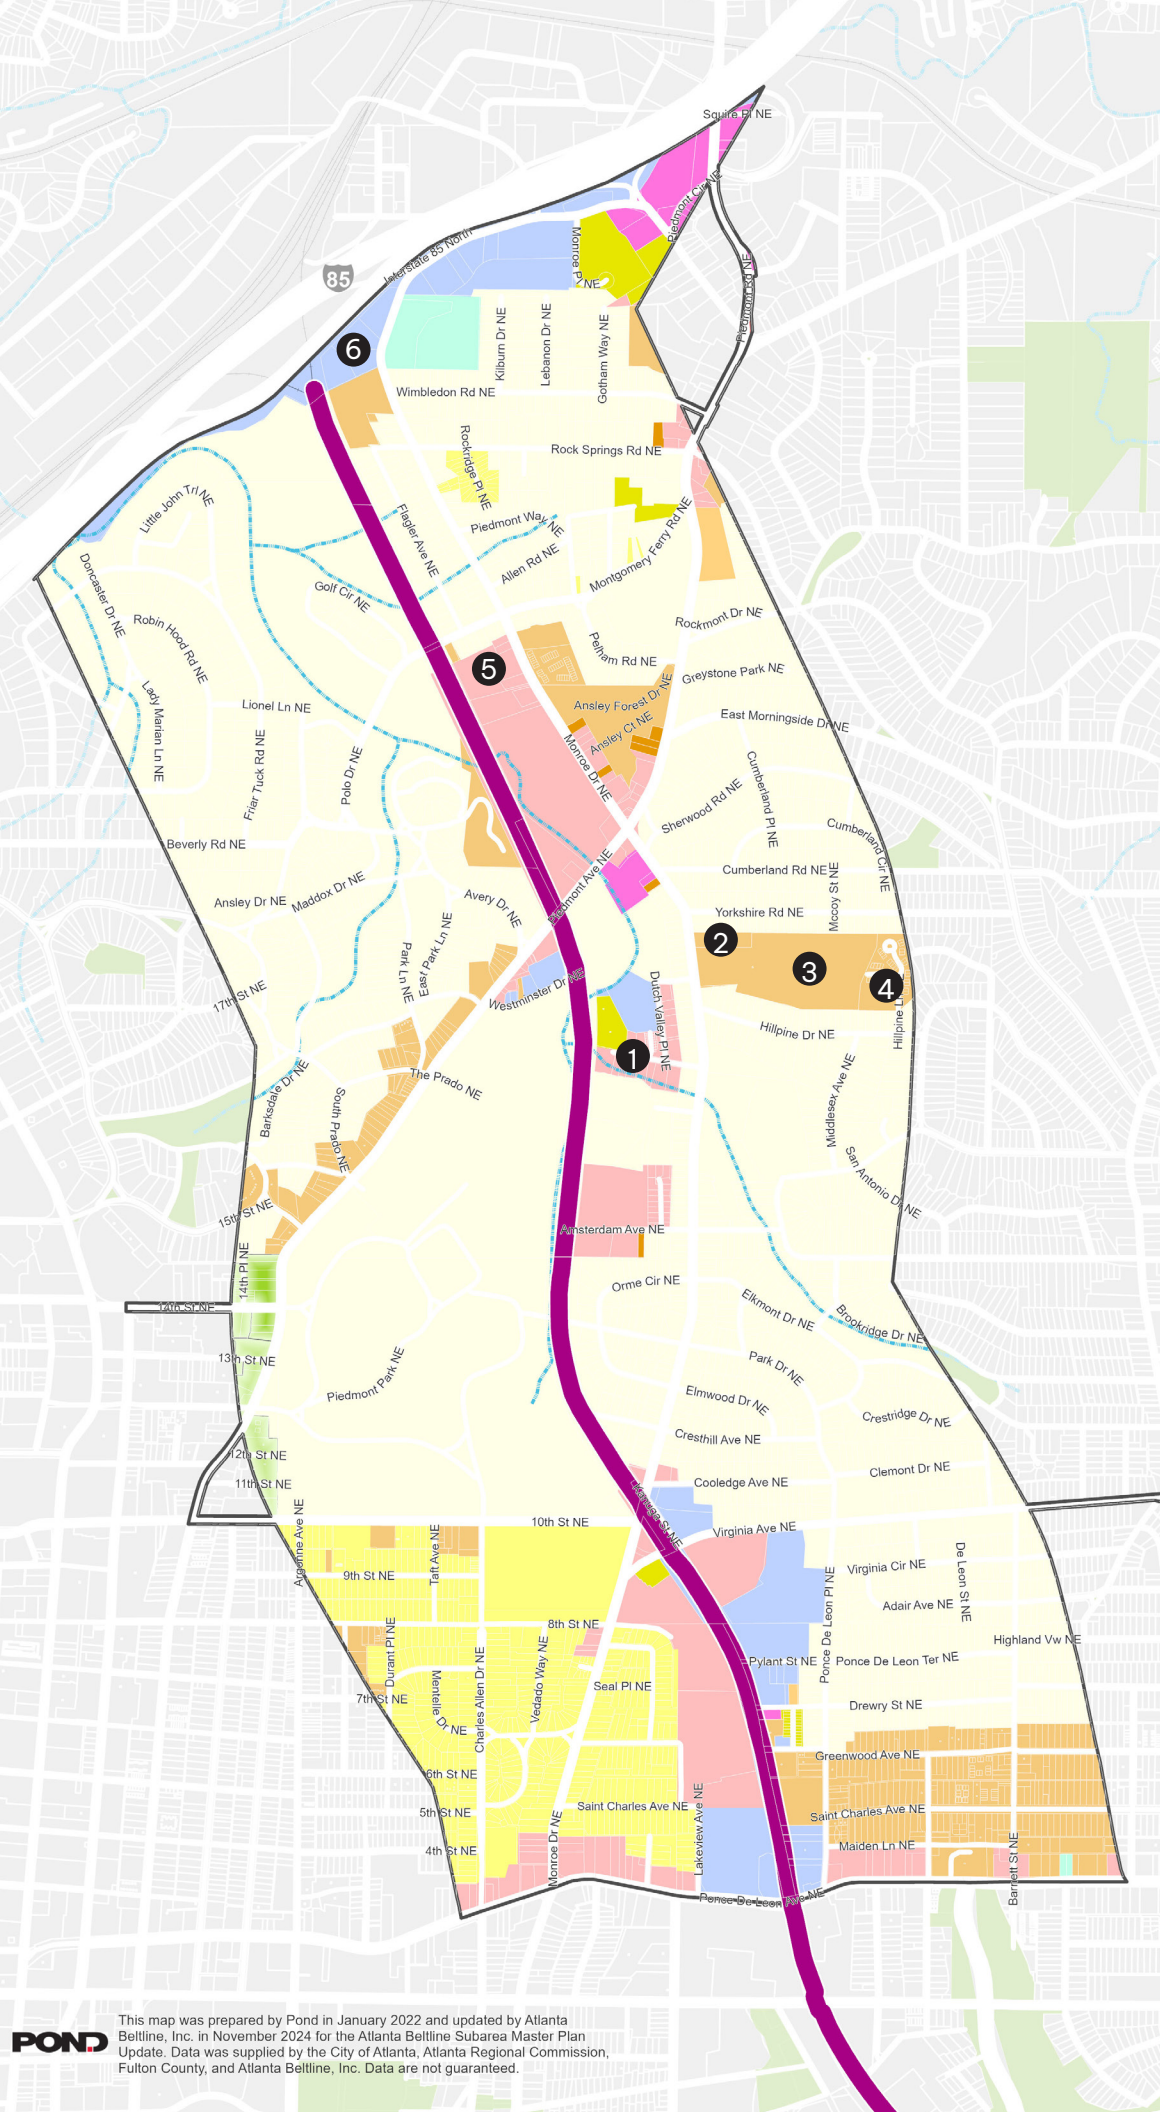 Squire Pl NE
Piedmont Cir NE
Monroe Pl NE
Interstate 85 North
85
Piedmont Rd NE
6
Kilburn Dr NE
Lebanon Dr NE
Gotham Way NE
Wimbledon Rd NE
Rock Springs Rd NE
Rockridge Pl NE
Little John Trl NE
Flagler Ave NE
Piedmont Way NE
Allen Rd NE
Montgomery Ferry Rd NE
Doncaster Dr NE
Golf Cir NE
Robin Hood Rd NE
Rockmont Dr NE
Pelham Rd NE
5
Greystone Park NE
Lady Marian Ln NE
Lionel Ln NE
Ansley Forest Dr NE
Ansley Ct NE
East Morningside Dr NE
Friar Tuck Rd NE
Polo Dr NE
Monroe Dr NE
Cumberland Pl NE
Sherwood Rd NE
Beverly Rd NE
Cumberland Cir NE
Piedmont Ave NE
Cumberland Rd NE
Mccoy St NE
Ansley Dr NE
Maddox Dr NE
Avery Dr NE
Yorkshire Rd NE
2
East Park Ln NE
Park Ln NE
3
4
17th St NE
Westminster Dr NE
Dutch Valley Pl NE
Hillpine Ln NE
Hillpine Dr NE
1
The Prado NE
Barksdale Dr NE
South Prado NE
Middlesex Ave NE
San Antonio Dr NE
15th St NE
Amsterdam Ave NE
14th Pl NE
Orme Cir NE
14th St NE
Elkmont Dr NE
Brookridge Dr NE
13th St NE
Piedmont Park NE
Park Dr NE
Elmwood Dr NE
Crestridge Dr NE
Cresthill Ave NE
12th St NE
Clemont Dr NE
11th St NE
Cooledge Ave NE
Kanuga St NE
10th St NE
Virginia Ave NE
Argonne Ave NE
Taft Ave NE
9th St NE
Virginia Cir NE
De Leon St NE
Ponce De Leon Pl NE
Adair Ave NE
8th St NE
Durant Pl NE
Highland Vw NE
Charles Allen Dr NE
Vedado Way NE
Pylant St NE
Ponce De Leon Ter NE
Mentelle Dr NE
Seal Pl NE
7th St NE
Drewry St NE
Greenwood Ave NE
6th St NE
Saint Charles Ave NE
Saint Charles Ave NE
5th St NE
Lakeview Ave NE
Monroe Dr NE
4th St NE
Maiden Ln NE
Barnett St NE
Ponce De Leon Ave NE
POND
This map was prepared by Pond in January 2022 and updated by Atlanta
Beltline, Inc. in November 2024 for the Atlanta Beltline Subarea Master Plan
Update. Data was supplied by the City of Atlanta, Atlanta Regional Commission,
Fulton County, and Atlanta Beltline, Inc. Data are not guaranteed.